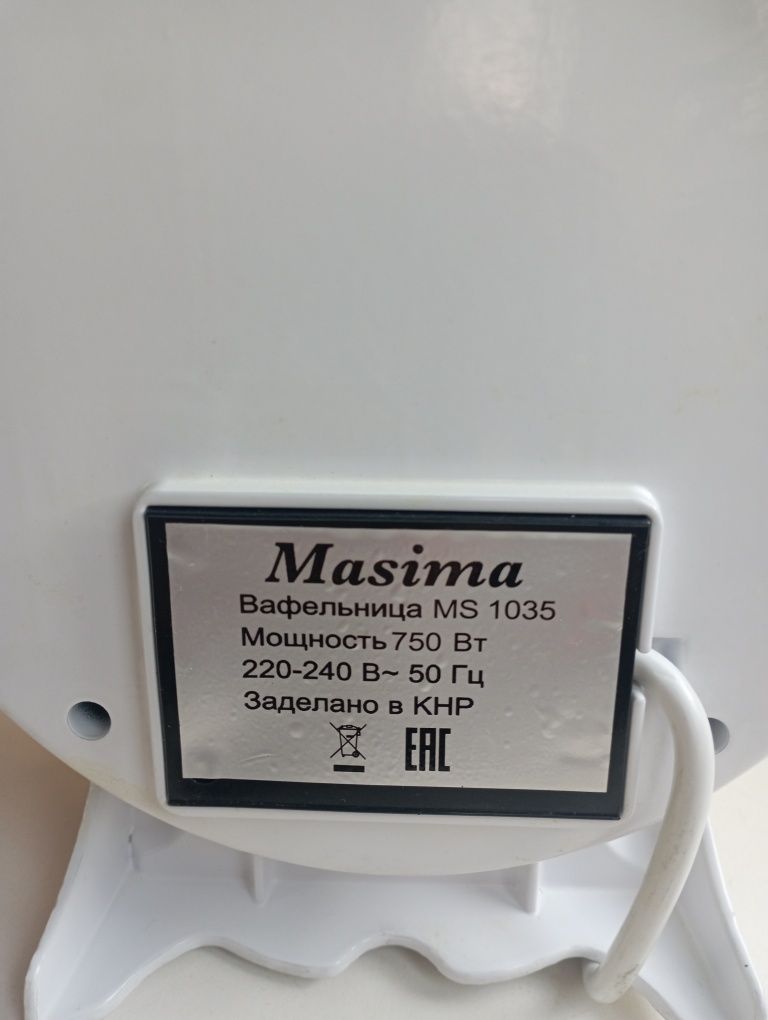 Masima
Вафельница MS 1035
Мощность 750 Вт
220-240 В~ 50 Гц
Заделано в КНР
EAC